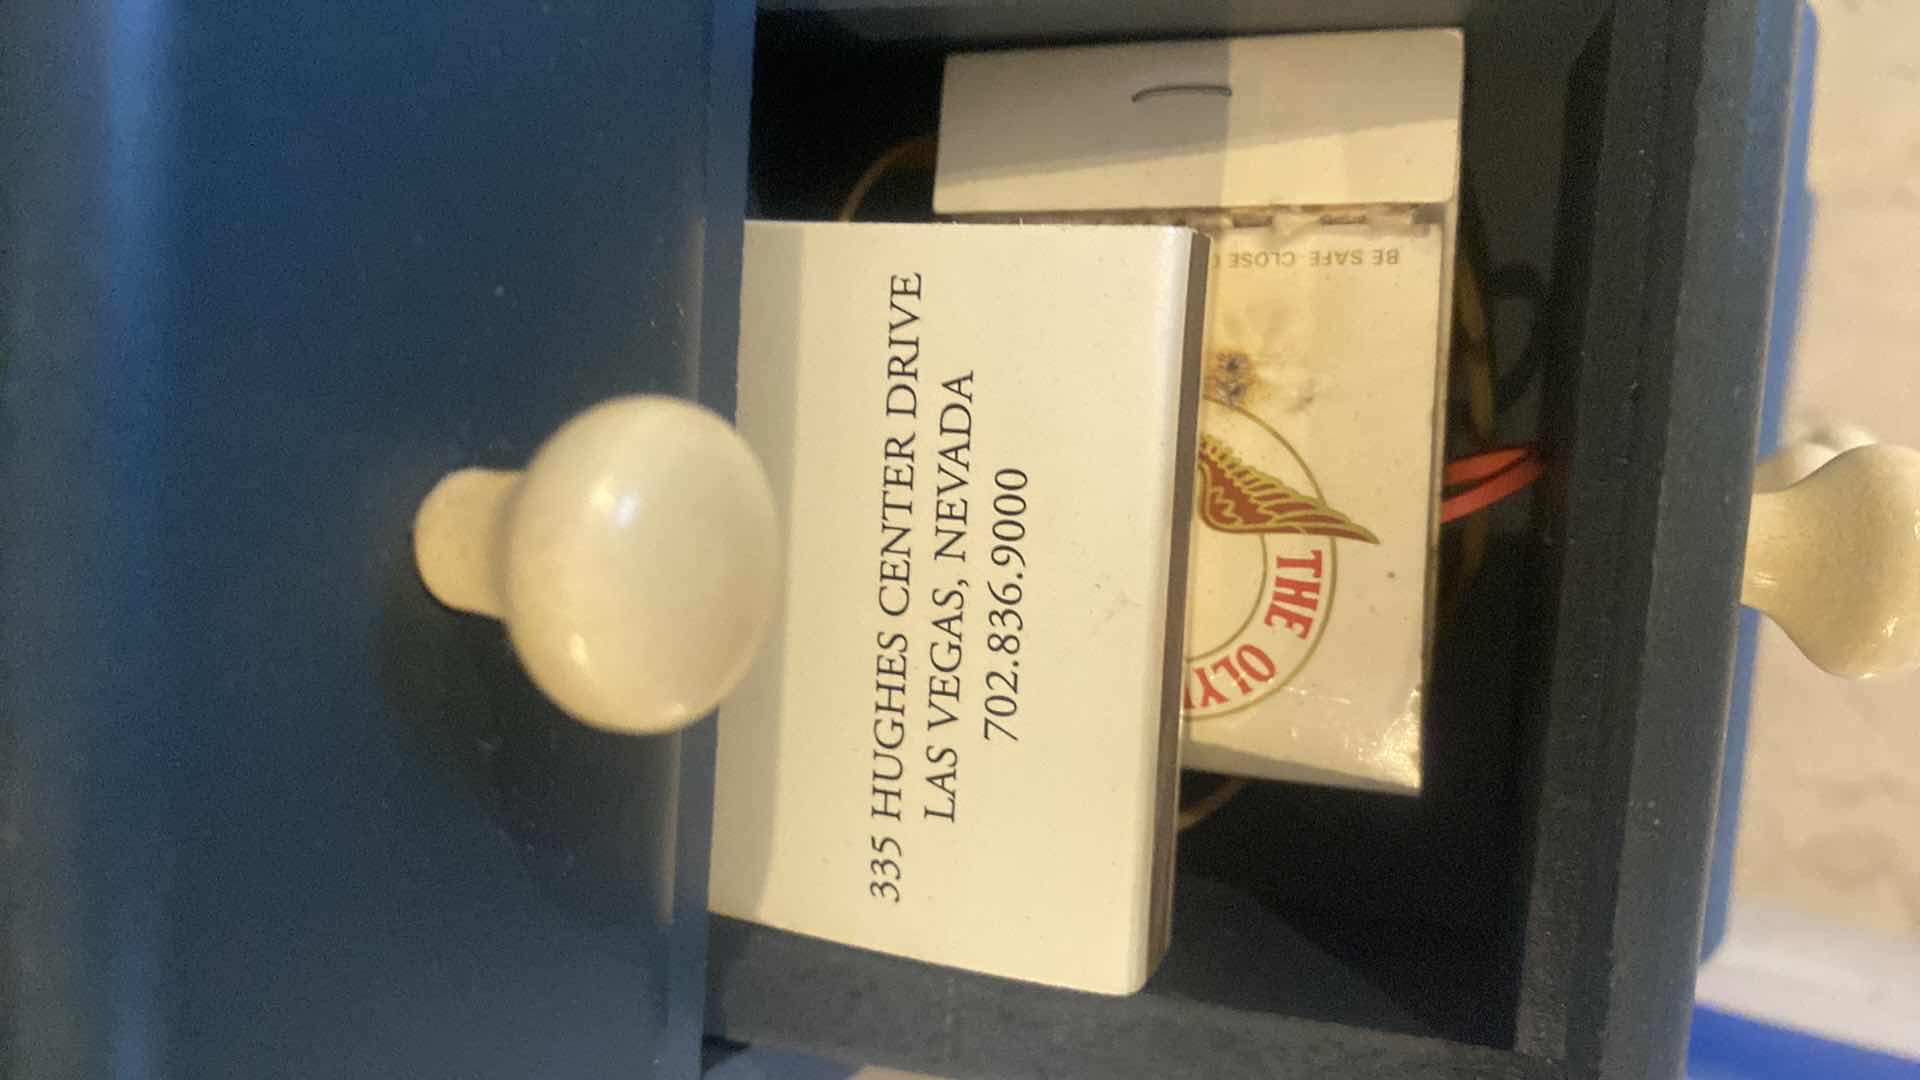 335 HUGHES CENTER DRIVE
LAS VEGAS, NEVADA
702.836.9000
BE SAFE-CLOSE
THE